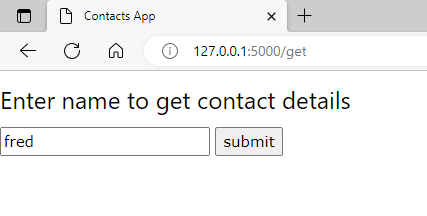 Contacts App
127.0.0.1:5000/get
Enter name to get contact details
fred submit